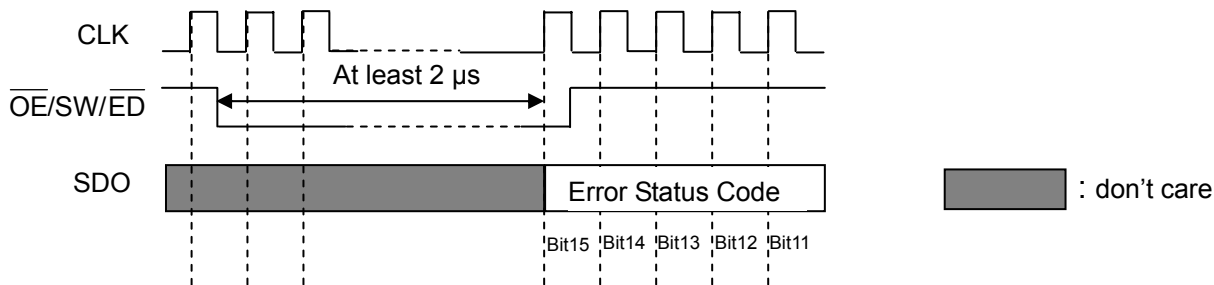 CLK
At least 2 µs
OE/SW/ED
SDO
Error Status Code
: don't care
Bit15 Bit14 Bit13 Bit12 Bit11